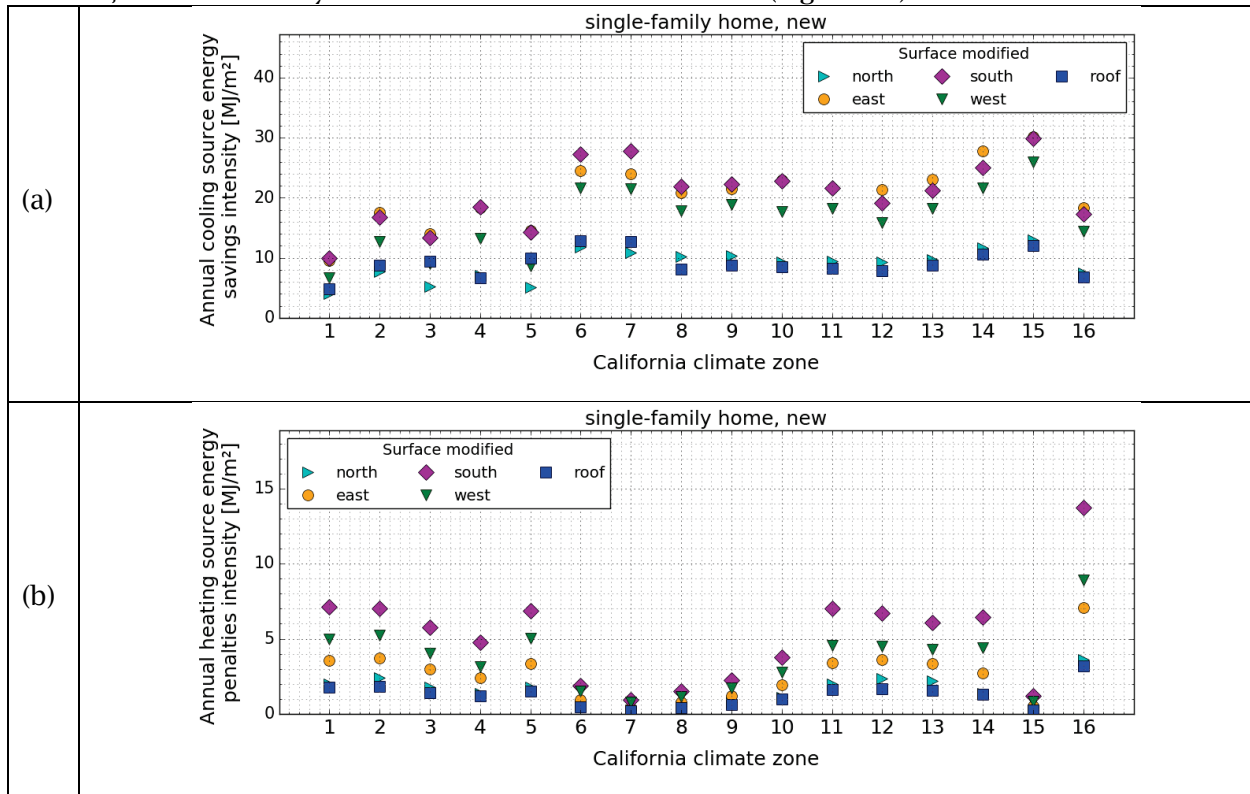 single-family home, new
(a)
Annual cooling source energy
savings intensity [MJ/m²]
40
30
20
10
0
Surface modified
north south roof
east west
1 2 3 4 5 6 7 8 9 10 11 12 13 14 15 16
California climate zone
single-family home, new
(b)
Annual heating source energy
penalties intensity [MJ/m²]
15
10
5
0
Surface modified
north south roof
east west
1 2 3 4 5 6 7 8 9 10 11 12 13 14 15 16
California climate zone